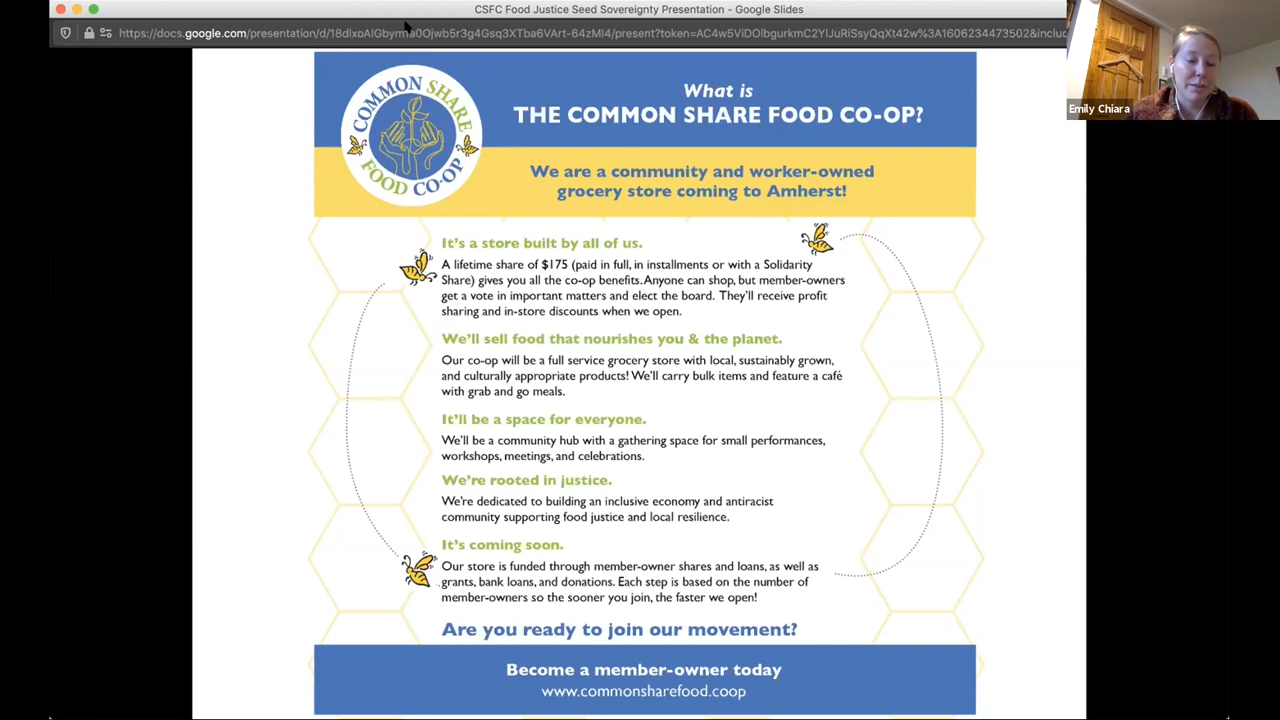 CSFC Food Justice Seed Sovereignty Presentation - Google Slides
Emily Chiara
COMMON SHARE
FOOD CO-OP
What is
THE COMMON SHARE FOOD CO-OP?
We are a community and worker-owned
grocery store coming to Amherst!
It's a store built by all of us.
A lifetime share of $175 (paid in full, in installments or with a Solidarity
Share) gives you all the co-op benefits. Anyone can shop, but member-owners
get a vote in important matters and elect the board. They'll receive profit
sharing and in-store discounts when we open.
We'll sell food that nourishes you & the planet.
Our co-op will be a full service grocery store with local, sustainably grown,
and culturally appropriate products! We'll carry bulk items and feature a café
with grab and go meals.
It'll be a space for everyone.
We'll be a community hub with a gathering space for small performances,
workshops, meetings, and celebrations.
We're rooted in justice.
We're dedicated to building an inclusive economy and antiracist
community supporting food justice and local resilience.
It's coming soon.
Our store is funded through member-owner shares and loans, as well as
grants, bank loans, and donations. Each step is based on the number of
member-owners so the sooner you join, the faster we open!
Are you ready to join our movement?
Become a member-owner today
www.commonsharefood.coop